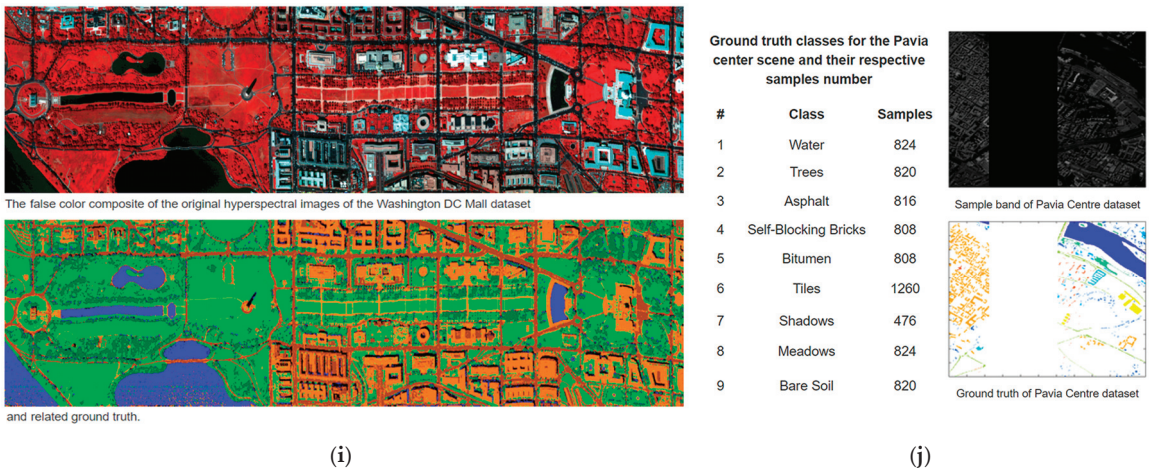 The false color composite of the original hyperspectral images of the Washington DC Mall dataset
and related ground truth.
(i)
Ground truth classes for the Pavia
center scene and their respective
samples number
# Class Samples
1 Water 824
2 Trees 820
3 Asphalt 816
4 Self-Blocking Bricks 808
5 Bitumen 808
6 Tiles 1260
7 Shadows 476
8 Meadows 824
9 Bare Soil 820
Sample band of Pavia Centre dataset
Ground truth of Pavia Centre dataset
(j)